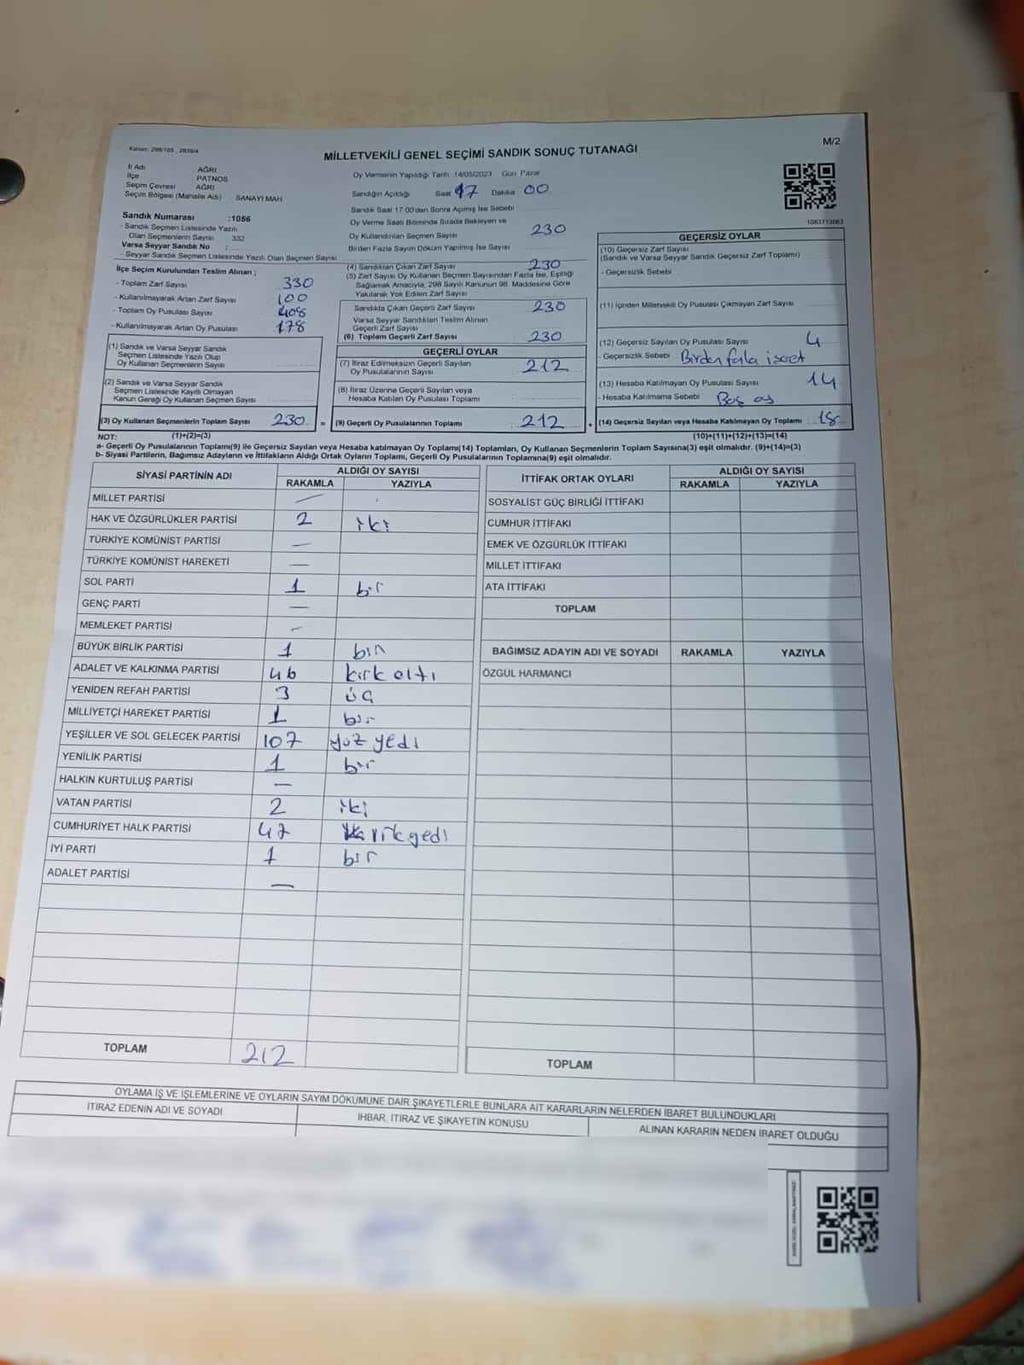 Kanun: 298/105 , 2839/4
M/2
MİLLETVEKİLİ GENEL SEÇİMİ SANDIK SONUÇ TUTANAĞI
İl Adı AĞRI
İlçe PATNOS
Seçim Çevresi AĞRI
Seçim Bölgesi (Mahalle Adı) SANAYİ MAH
Sandık Numarası :1086
- Sandık Seçmen Listesinde Yazılı
Olan Seçmenlerin Sayısı 332
Varsa Seyyar Sandık No :
- Seyyar Sandık Seçmen Listesinde Yazılı Olan Seçmen Sayısı
İlçe Seçim Kurulundan Teslim Alınan ;
- Toplam Zarf Sayısı 330
- Kullanılmayarak Artan Zarf Sayısı 100
- Toplam Oy Pusulası Sayısı 408
- Kullanılmayarak Artan Oy Pusulası 178
(1) Sandık ve Varsa Seyyar Sandık
Seçmen Listesinde Yazılı Olup
Oy Kullanan Seçmenlerin Sayısı
(2) Sandık ve Varsa Seyyar Sandık
Seçmen Listesinde Kayıtlı Olmayan
Kanun Gereği Oy Kullanan Seçmen Sayısı
(3) Oy Kullanan Seçmenlerin Toplam Sayısı 230
Oy Vermenin Yapıldığı Tarih 14/05/2023 Gün Pazar
Sandığın Açıldığı Saat 17 Dakika 00
Sandık Saat 17 00'dan Sonra Açılmış İse Sebebi
Oy Verme Saati Bitiminde Sırada Bekleyen ve
Oy Kullandırılan Seçmen Sayısı 230
Birden Fazla Sayım Döküm Yapılmış İse Sayısı
(4) Sandıktan Çıkan Zarf Sayısı 230
(5) Zarf Sayısı Oy Kullanan Seçmen Sayısından Fazla İse, Eşitliği
Sağlamak Amacıyla, 298 Sayılı Kanunun 98. Maddesine Göre
Yakılarak Yok Edilen Zarf Sayısı
Sandıkta Çıkan Geçerli Zarf Sayısı 230
Varsa Seyyar Sandıktan Teslim Alınan
Geçerli Zarf Sayısı
(6) Toplam Geçerli Zarf Sayısı 230
GEÇERLİ OYLAR
(7) İtiraz Edilmeksizin Geçerli Sayılan
Oy Pusulalarının Sayısı 212
(8) İtiraz Üzerine Geçerli Sayılan veya
Hesaba Katılan Oy Pusulası Toplamı
= (9) Geçerli Oy Pusulalarının Toplamı 212
1083713063
GEÇERSİZ OYLAR
(10) Geçersiz Zarf Sayısı
(Sandık ve Varsa Seyyar Sandık Geçersiz Zarf Toplamı)
- Geçersizlik Sebebi
(11) İçinden Milletvekili Oy Pusulası Çıkmayan Zarf Sayısı
(12) Geçersiz Sayılan Oy Pusulası Sayısı 4
- Geçersizlik Sebebi Birden fala isaret
(13) Hesaba Katılmayan Oy Pusulası Sayısı 14
- Hesaba Katılmama Sebebi Boş oy
+ (14) Geçersiz Sayılan veya Hesaba Katılmayan Oy Toplamı 18
NOT: (1)+(2)=(3) (10)+(11)+(12)+(13)=(14)
a- Geçerli Oy Pusulalarının Toplamı(9) ile Geçersiz Sayılan veya Hesaba katılmayan Oy Toplamı(14) Toplamları, Oy Kullanan Seçmenlerin Toplam Sayısına(3) eşit olmalıdır. (9)+(14)=(3)
b- Siyasi Partilerin, Bağımsız Adayların ve İttifakların Aldığı Ortak Oyların Toplamı, Geçerli Oy Pusulalarının Toplamına(9) eşit olmalıdır.
SİYASİ PARTİNİN ADI ALDIĞI OY SAYISI
RAKAMLA YAZIYLA
MİLLET PARTİSİ —
HAK VE ÖZGÜRLÜKLER PARTİSİ 2 iki
TÜRKİYE KOMÜNİST PARTİSİ —
TÜRKİYE KOMÜNİST HAREKETİ —
SOL PARTİ 1 bir
GENÇ PARTİ —
MEMLEKET PARTİSİ —
BÜYÜK BİRLİK PARTİSİ 1 bir
ADALET VE KALKINMA PARTİSİ 46 kırk altı
YENİDEN REFAH PARTİSİ 3 üç
MİLLİYETÇİ HAREKET PARTİSİ 1 bir
YEŞİLLER VE SOL GELECEK PARTİSİ 107 yüz yedi
YENİLİK PARTİSİ 1 bir
HALKIN KURTULUŞ PARTİSİ —
VATAN PARTİSİ 2 iki
CUMHURİYET HALK PARTİSİ 47
İYİ PARTİ 1 bir
ADALET PARTİSİ —
TOPLAM 212
İTTİFAK ORTAK OYLARI ALDIĞI OY SAYISI
RAKAMLA YAZIYLA
SOSYALİST GÜÇ BİRLİĞİ İTTİFAKI
CUMHUR İTTİFAKI
EMEK VE ÖZGÜRLÜK İTTİFAKI
MİLLET İTTİFAKI
ATA İTTİFAKI
TOPLAM
BAĞIMSIZ ADAYIN ADI VE SOYADI RAKAMLA YAZIYLA
ÖZGÜL HARMANCI
TOPLAM
OYLAMA İŞ VE İŞLEMLERİNE VE OYLARIN SAYIM DÖKÜMÜNE DAİR ŞİKAYETLERLE BUNLARA AİT KARARLARIN NELERDEN İBARET BULUNDUKLARI
İTİRAZ EDENİN ADI VE SOYADI
İHBAR, İTİRAZ VE ŞİKAYETİN KONUSU
ALINAN KARARIN NEDEN İBARET OLDUĞU